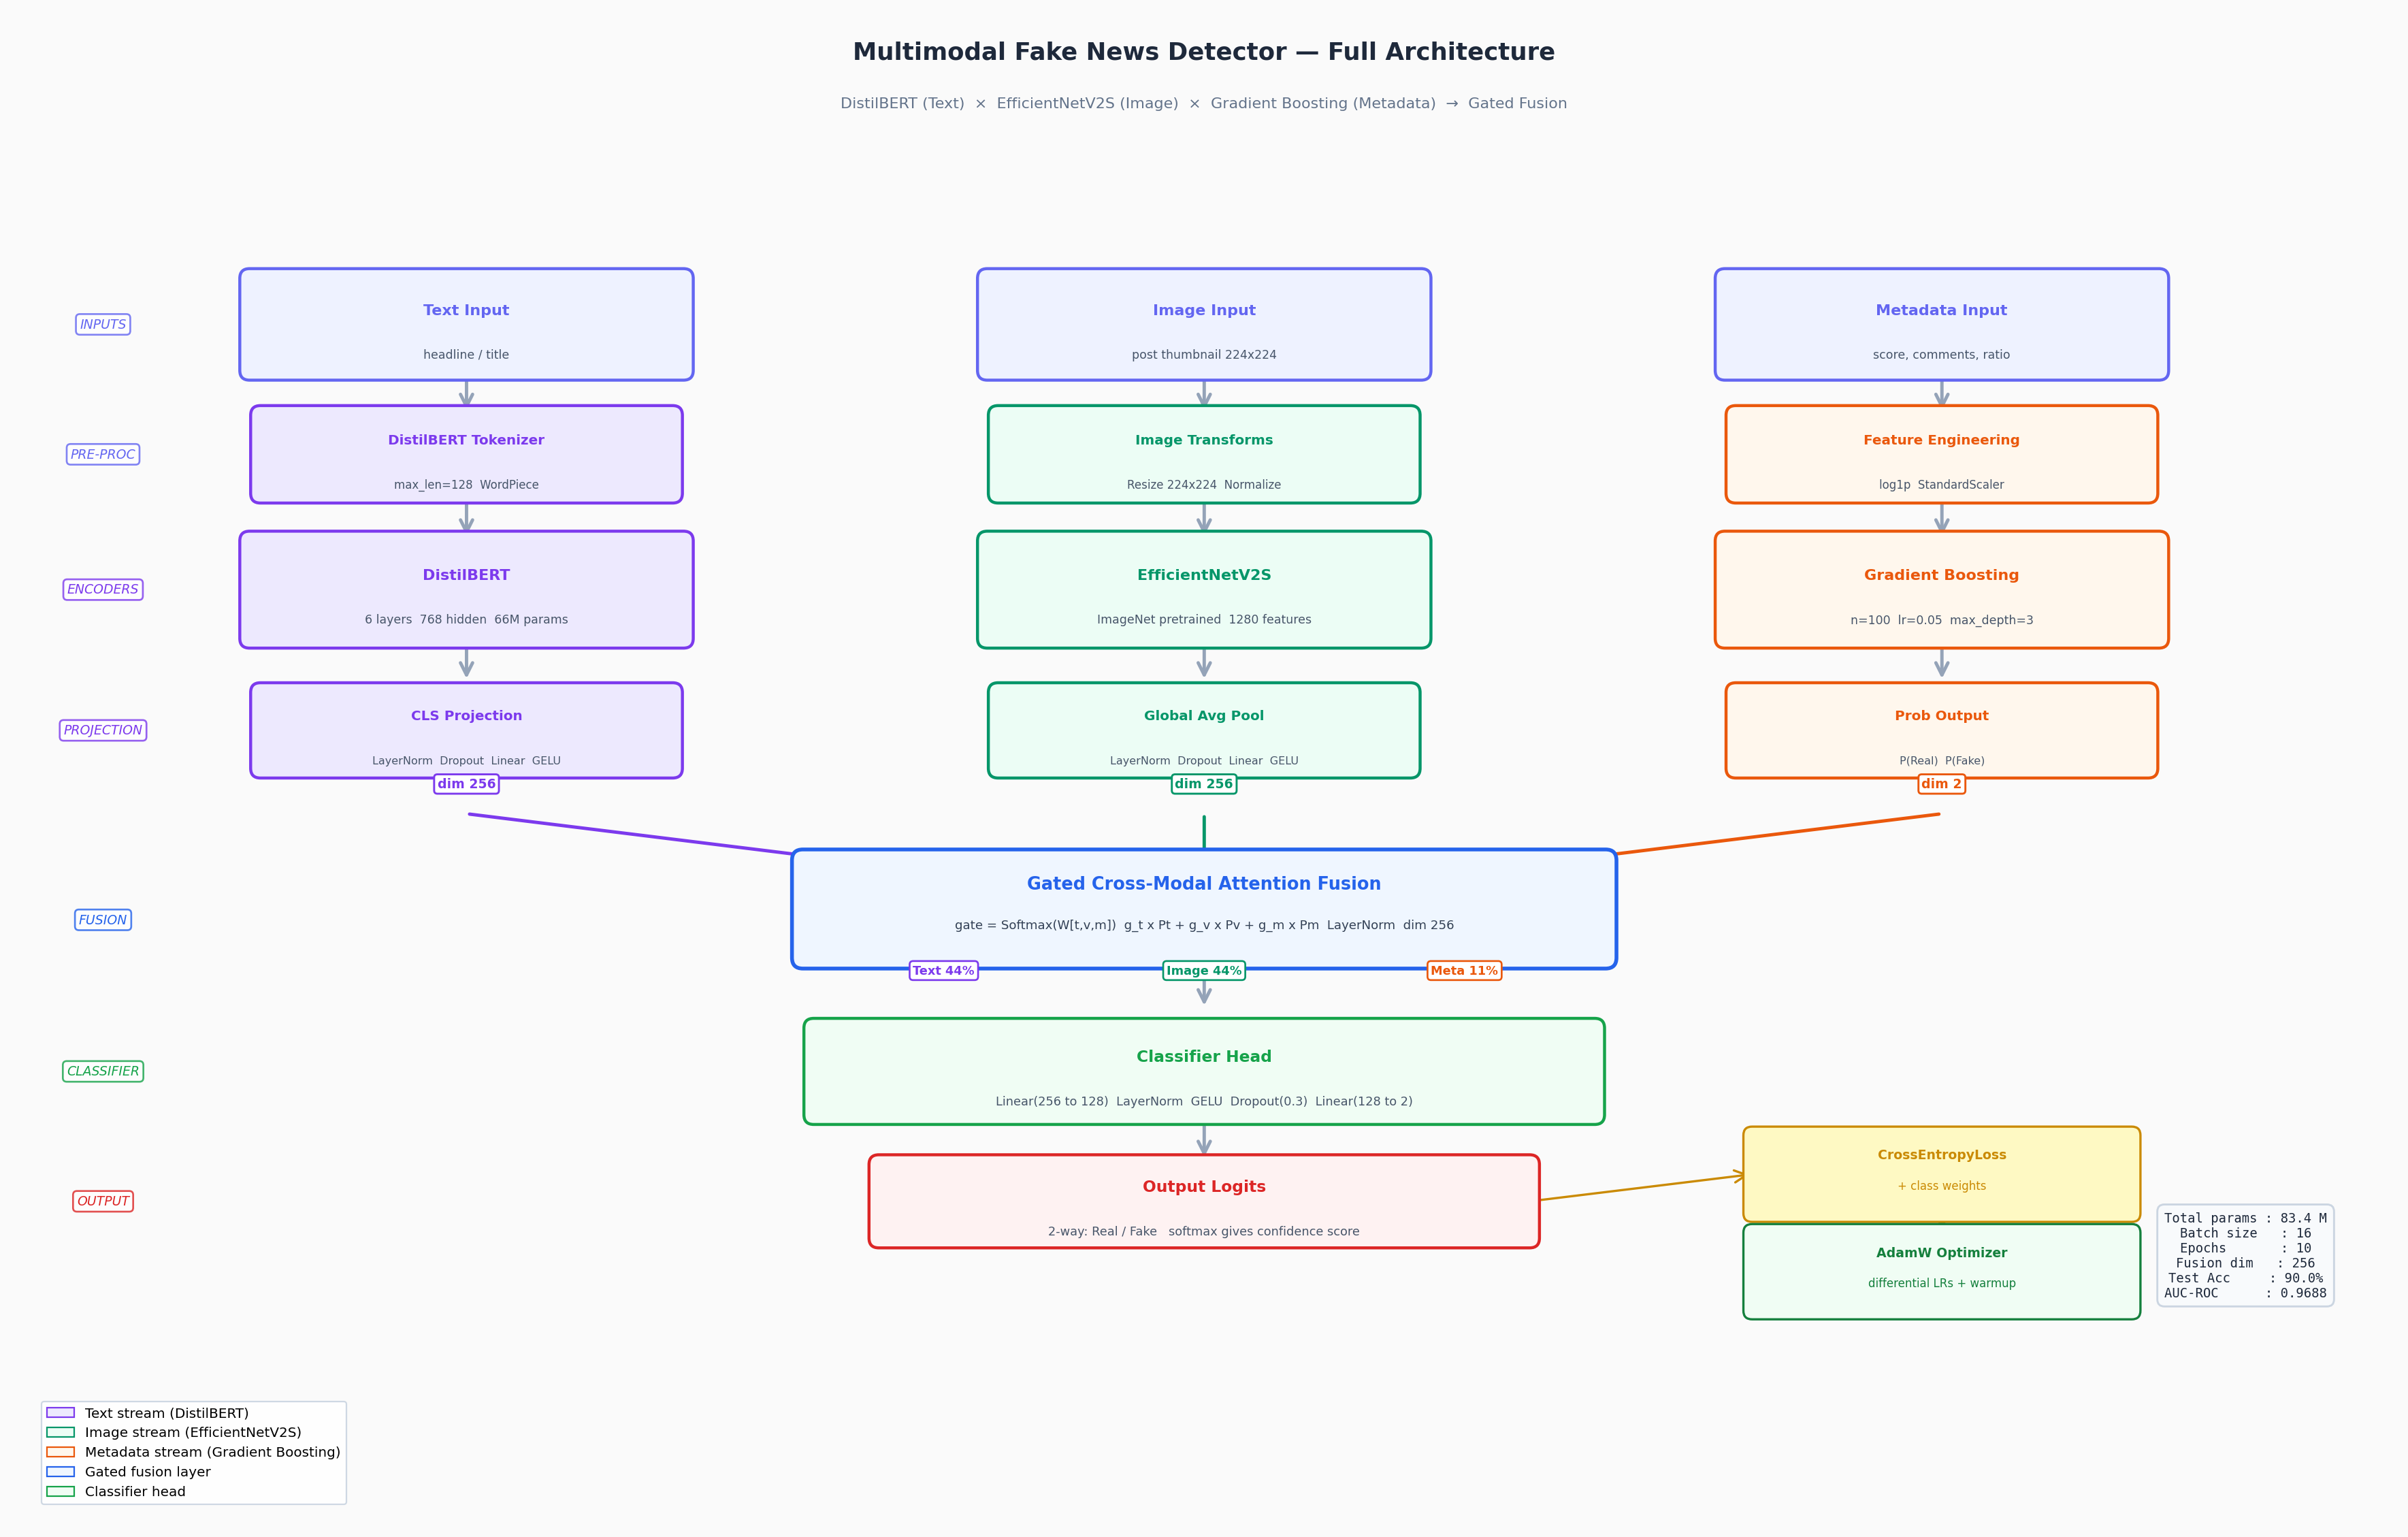 Multimodal Fake News Detector — Full Architecture
DistilBERT (Text) × EfficientNetV2S (Image) × Gradient Boosting (Metadata) → Gated Fusion
INPUTS
Text Input
headline / title
Image Input
post thumbnail 224x224
Metadata Input
score, comments, ratio
PRE-PROC
DistilBERT Tokenizer
max_len=128 WordPiece
Image Transforms
Resize 224x224 Normalize
Feature Engineering
log1p StandardScaler
ENCODERS
DistilBERT
6 layers 768 hidden 66M params
EfficientNetV2S
ImageNet pretrained 1280 features
Gradient Boosting
n=100 lr=0.05 max_depth=3
PROJECTION
CLS Projection
LayerNorm Dropout Linear GELU
dim 256
Global Avg Pool
LayerNorm Dropout Linear GELU
dim 256
Prob Output
P(Real) P(Fake)
dim 2
FUSION
Gated Cross-Modal Attention Fusion
gate = Softmax(W[t,v,m]) g_t x Pt + g_v x Pv + g_m x Pm LayerNorm dim 256
Text 44%
Image 44%
Meta 11%
CLASSIFIER
Classifier Head
Linear(256 to 128) LayerNorm GELU Dropout(0.3) Linear(128 to 2)
OUTPUT
Output Logits
2-way: Real / Fake softmax gives confidence score
CrossEntropyLoss
+ class weights
AdamW Optimizer
differential LRs + warmup
Total params : 83.4 M
Batch size : 16
Epochs : 10
Fusion dim : 256
Test Acc : 90.0%
AUC-ROC : 0.9688
Text stream (DistilBERT)
Image stream (EfficientNetV2S)
Metadata stream (Gradient Boosting)
Gated fusion layer
Classifier head